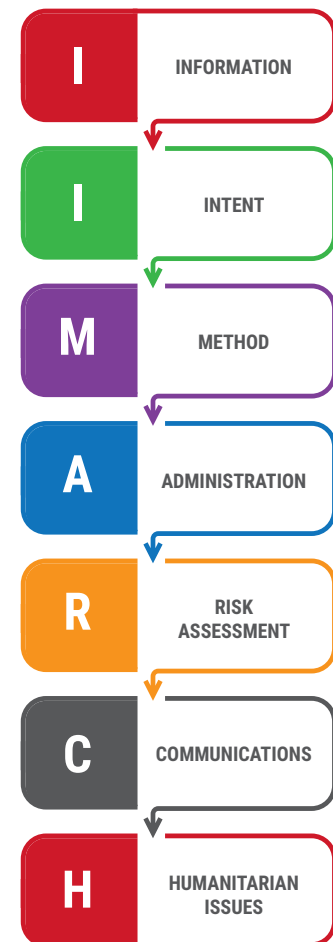 I
INFORMATION
I
INTENT
M
METHOD
A
ADMINISTRATION
R
RISK
ASSESSMENT
C
COMMUNICATIONS
H
HUMANITARIAN
ISSUES